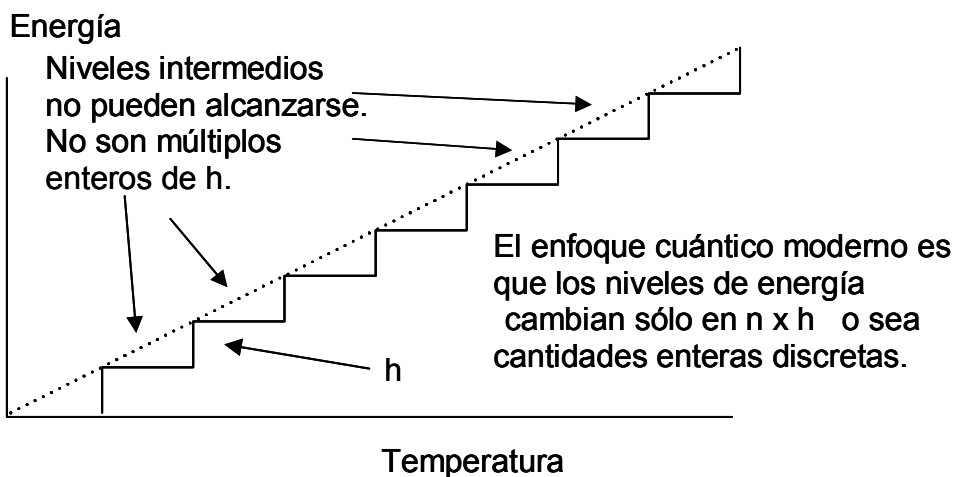 Energía
Niveles intermedios
no pueden alcanzarse.
No son múltiplos
enteros de h.
El enfoque cuántico moderno es
que los niveles de energía
cambian sólo en n x h o sea
cantidades enteras discretas.
h
Temperatura